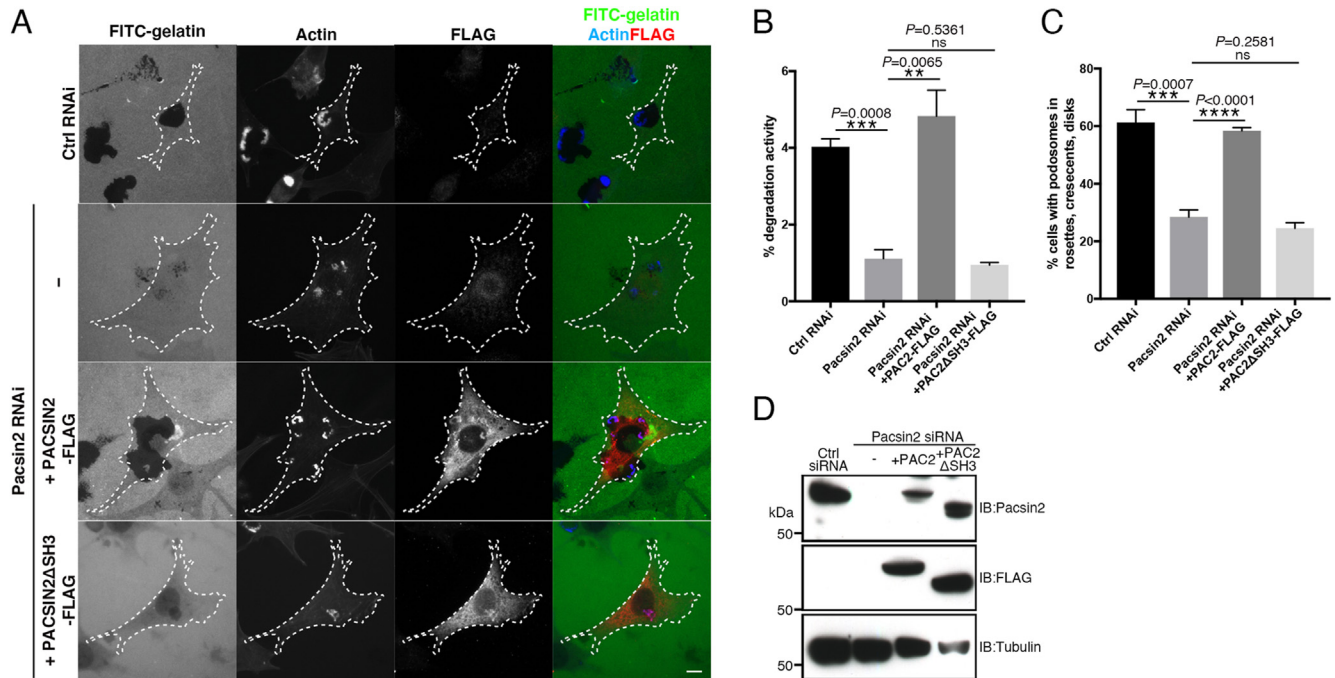 A
FITC-gelatin
Actin
FLAG
FITC-gelatin
ActinFLAG
Ctrl RNAi
Pacsin2 RNAi
–
+ PACSIN2
-FLAG
+ PACSIN2ΔSH3
-FLAG
B
P=0.5361
ns
P=0.0065
**
P=0.0008
***
% degradation activity
6
4
2
0
Ctrl RNAi
Pacsin2 RNAi
Pacsin2 RNAi
+PAC2-FLAG
Pacsin2 RNAi
+PAC2ΔSH3-FLAG
C
P=0.2581
ns
P=0.0007
***
P<0.0001
****
% cells with podosomes in
rosettes, cresecents, disks
80
60
40
20
0
Ctrl RNAi
Pacsin2 RNAi
Pacsin2 RNAi
+PAC2-FLAG
Pacsin2 RNAi
+PAC2ΔSH3-FLAG
D
Pacsin2 siRNA
Ctrl
siRNA
-
+PAC2
+PAC2
ΔSH3
kDa
50
IB:Pacsin2
50
IB:FLAG
50
IB:Tubulin